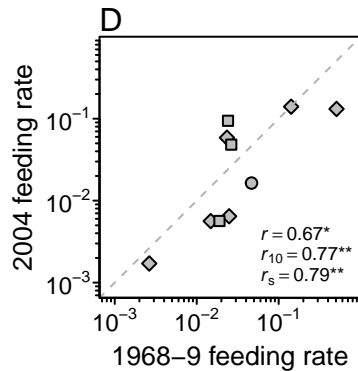 D
2004 feeding rate
10⁻¹
10⁻²
10⁻³
r = 0.67*
r₁₀ = 0.77**
rₛ = 0.79**
10⁻³ 10⁻² 10⁻¹
1968–9 feeding rate